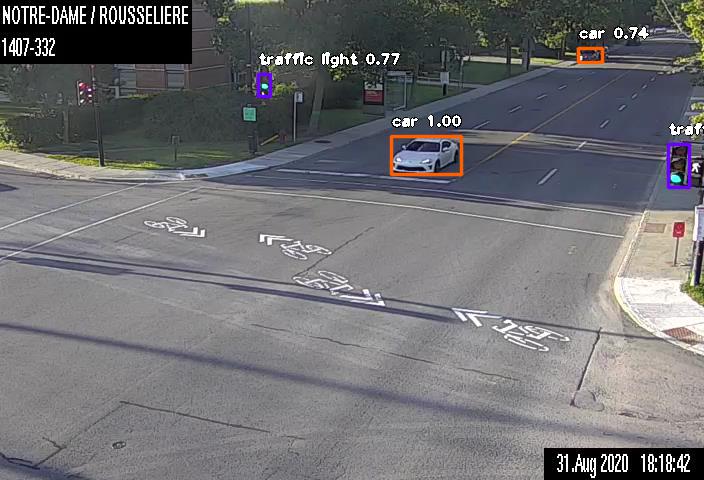 NOTRE-DAME / ROUSSELIERE
1407-332
car 0.74
traffic light 0.77
car 1.00
traf
31.Aug 2020 18:18:42